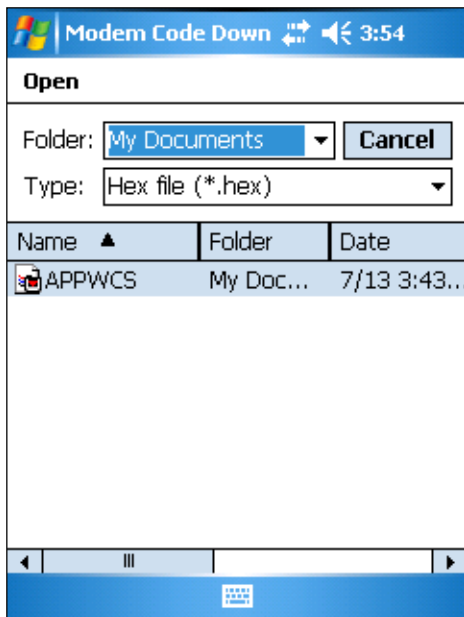 Modem Code Down 3:54
Open
Folder: My Documents Cancel
Type: Hex file (*.hex)
Name Folder Date
APPWCS My Doc... 7/13 3:43...